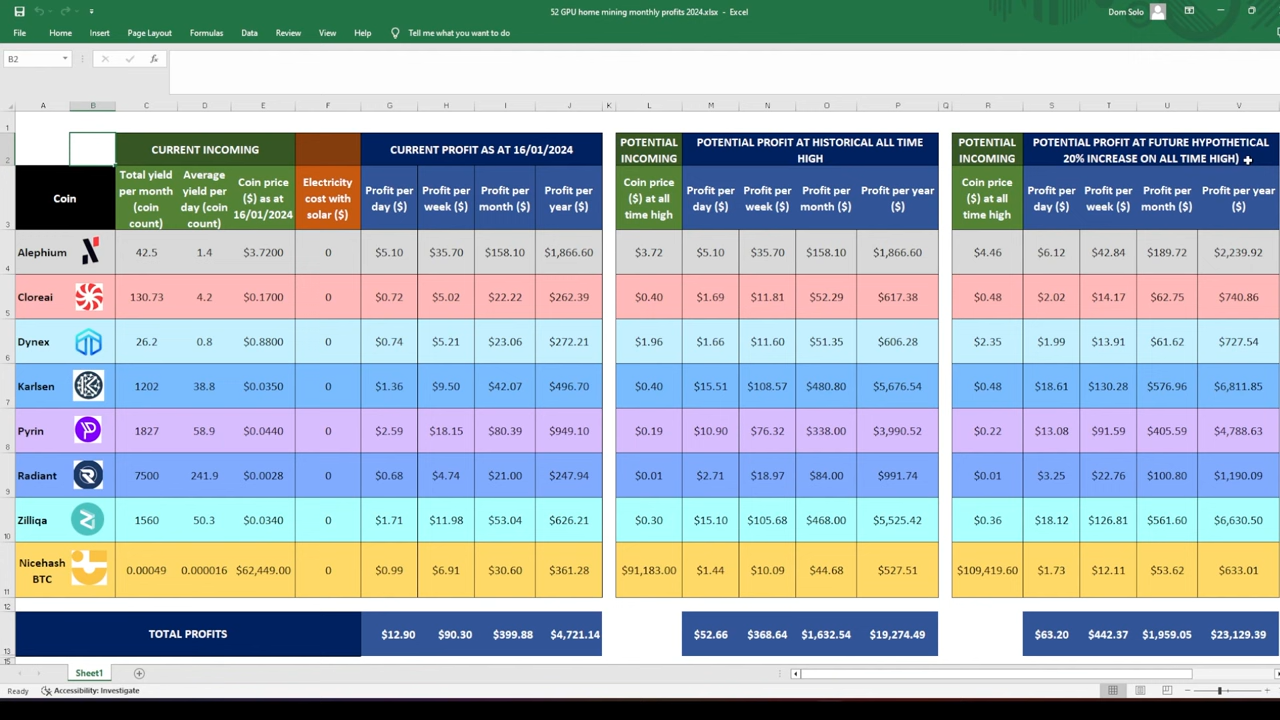 52 GPU home mining monthly profits 2024.xlsx - Excel
Dom Solo
File Home Insert Page Layout Formulas Data Review View Help Tell me what you want to do
B2 fx
A B C D E F G H I J K L M N O P Q R S T U V
1
2
CURRENT INCOMING
CURRENT PROFIT AS AT 16/01/2024
POTENTIAL
INCOMING
POTENTIAL PROFIT AT HISTORICAL ALL TIME
HIGH
POTENTIAL
INCOMING
POTENTIAL PROFIT AT FUTURE HYPOTHETICAL
20% INCREASE ON ALL TIME HIGH)
3
Coin
Total yield
per month
(coin
count)
Average
yield per
day (coin
count)
Coin price
($) as at
16/01/2024
Electricity
cost with
solar ($)
Profit per
day ($)
Profit per
week ($)
Profit per
month ($)
Profit per
year ($)
Coin price
($) at all
time high
Profit per
day ($)
Profit per
week ($)
Profit per
month ($)
Profit per year
($)
Coin price
($) at all
time high
Profit per
day ($)
Profit per
week ($)
Profit per
month ($)
Profit per year
($)
4 Alephium 42.5 1.4 $3.7200 0 $5.10 $35.70 $158.10 $1,866.60 $3.72 $5.10 $35.70 $158.10 $1,866.60 $4.46 $6.12 $42.84 $189.72 $2,239.92
5 Cloreai 130.73 4.2 $0.1700 0 $0.72 $5.02 $22.22 $262.39 $0.40 $1.69 $11.81 $52.29 $617.38 $0.48 $2.02 $14.17 $62.75 $740.86
6 Dynex 26.2 0.8 $0.8800 0 $0.74 $5.21 $23.06 $272.21 $1.96 $1.66 $11.60 $51.35 $606.28 $2.35 $1.99 $13.91 $61.62 $727.54
7 Karlsen 1202 38.8 $0.0350 0 $1.36 $9.50 $42.07 $496.70 $0.40 $15.51 $108.57 $480.80 $5,676.54 $0.48 $18.61 $130.28 $576.96 $6,811.85
8 Pyrin 1827 58.9 $0.0440 0 $2.59 $18.15 $80.39 $949.10 $0.19 $10.90 $76.32 $338.00 $3,990.52 $0.22 $13.08 $91.59 $405.59 $4,788.63
9 Radiant 7500 241.9 $0.0028 0 $0.68 $4.74 $21.00 $247.94 $0.01 $2.71 $18.97 $84.00 $991.74 $0.01 $3.25 $22.76 $100.80 $1,190.09
10 Zilliqa 1560 50.3 $0.0340 0 $1.71 $11.98 $53.04 $626.21 $0.30 $15.10 $105.68 $468.00 $5,525.42 $0.36 $18.12 $126.81 $561.60 $6,630.50
11 Nicehash
BTC
0.00049 0.000016 $62,449.00 0 $0.99 $6.91 $30.60 $361.28 $91,183.00 $1.44 $10.09 $44.68 $527.51 $109,419.60 $1.73 $12.11 $53.62 $633.01
12
13 TOTAL PROFITS $12.90 $90.30 $399.88 $4,721.14 $52.66 $368.64 $1,632.54 $19,274.49 $63.20 $442.37 $1,959.05 $23,129.39
15
Sheet1
Ready Accessibility: Investigate